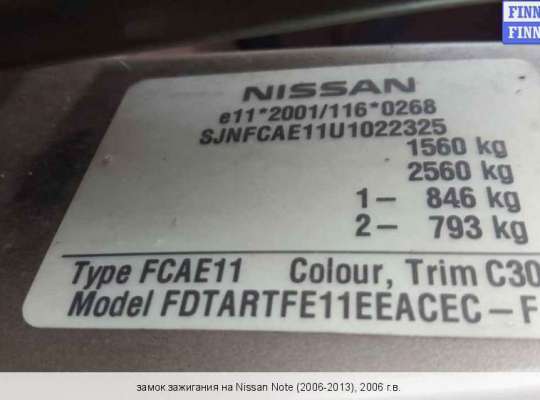 FINN
FINN
NISSAN
e11*2001/116*0268
SJNFCAE11U1022325
1560 kg
2560 kg
1– 846 kg
2– 793 kg
Type FCAE11 Colour, Trim C30
Model FDTARTFE11EEACEC – F
замок зажигания на Nissan Note (2006-2013), 2006 г.в.